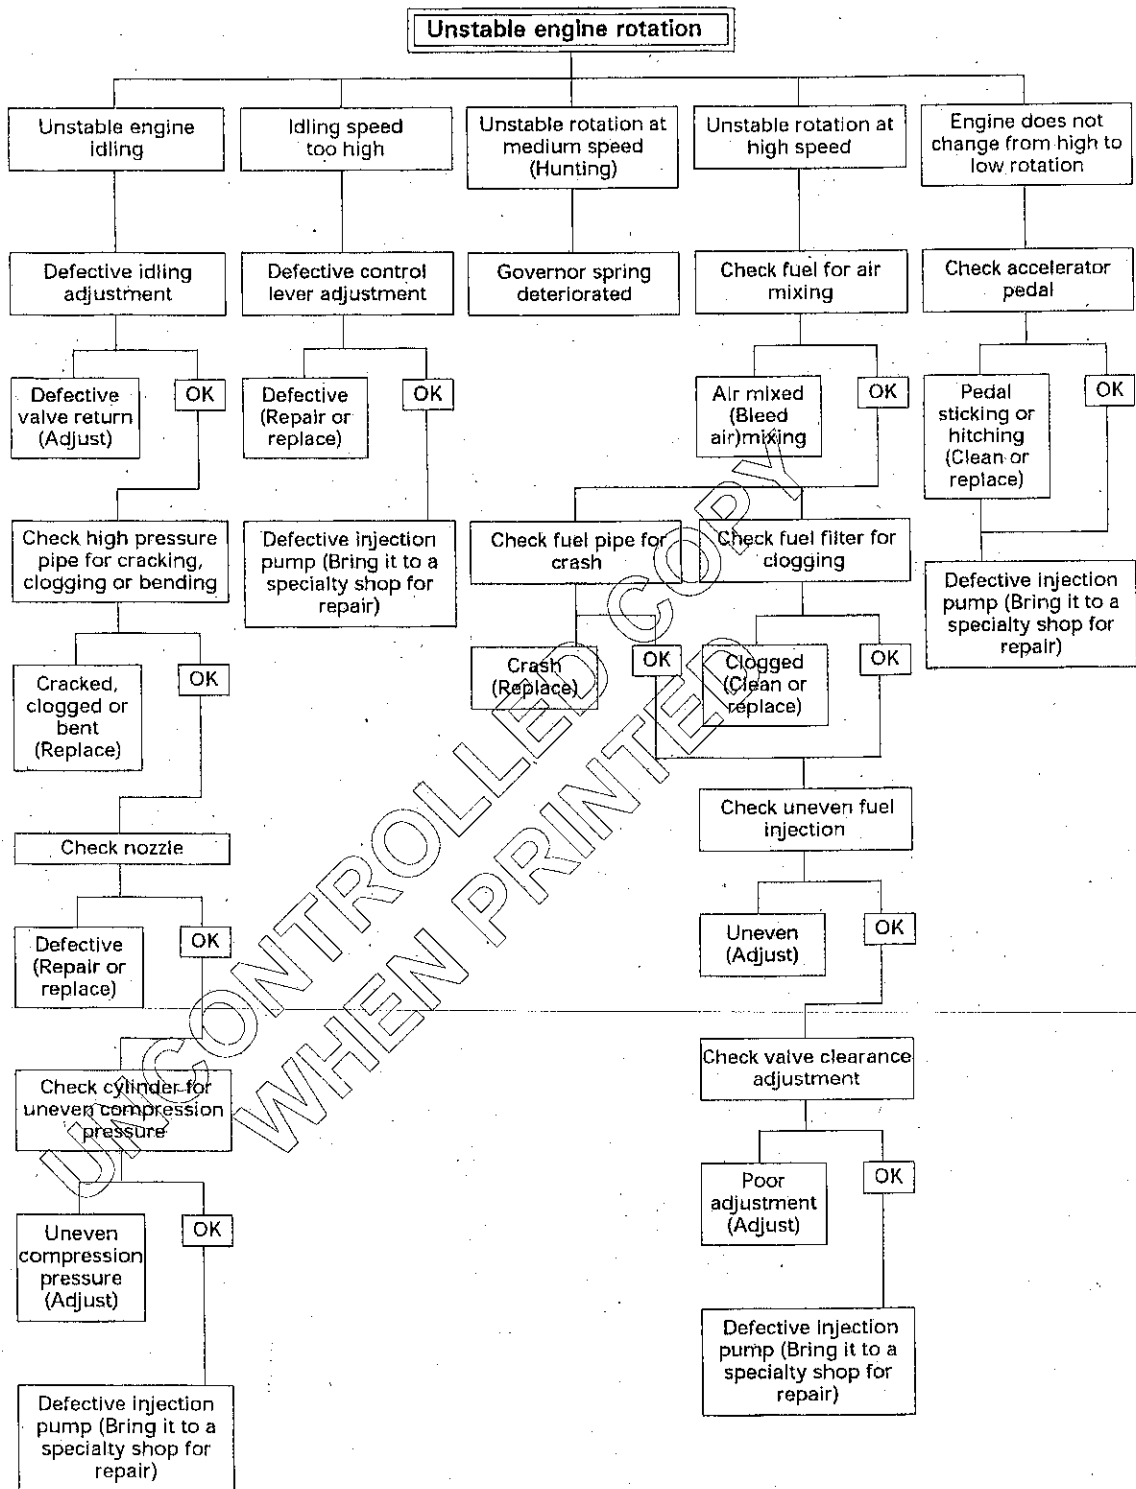 Unstable engine rotation
Unstable engine
idling
Idling speed
too high
Unstable rotation at
medium speed
(Hunting)
Unstable rotation at
high speed
Engine does not
change from high to
low rotation
Defective idling
adjustment
Defective control
lever adjustment
Governor spring
deteriorated
Check fuel for air
mixing
Check accelerator
pedal
Defective
valve return
(Adjust)
OK
Defective
(Repair or
replace)
OK
Air mixed
(Bleed
air)mixing
OK
Pedal
sticking or
hitching
(Clean or
replace)
OK
Check high pressure
pipe for cracking,
clogging or bending
Defective injection
pump (Bring it to a
specialty shop for
repair)
Check fuel pipe for
crash
Check fuel filter for
clogging
Defective injection
pump (Bring it to a
specialty shop for
repair)
Cracked,
clogged or
bent
(Replace)
OK
Crash
(Replace)
OK
Clogged
(Clean or
replace)
OK
Check uneven fuel
injection
Check nozzle
Defective
(Repair or
replace)
OK
Uneven
(Adjust)
OK
Check valve clearance
adjustment
Check cylinder for
uneven compression
pressure
Poor
adjustment
(Adjust)
OK
Uneven
compression
pressure
(Adjust)
OK
Defective injection
pump (Bring it to a
specialty shop for
repair)
Defective injection
pump (Bring it to a
specialty shop for
repair)
UNCONTROLLED COPY
WHEN PRINTED